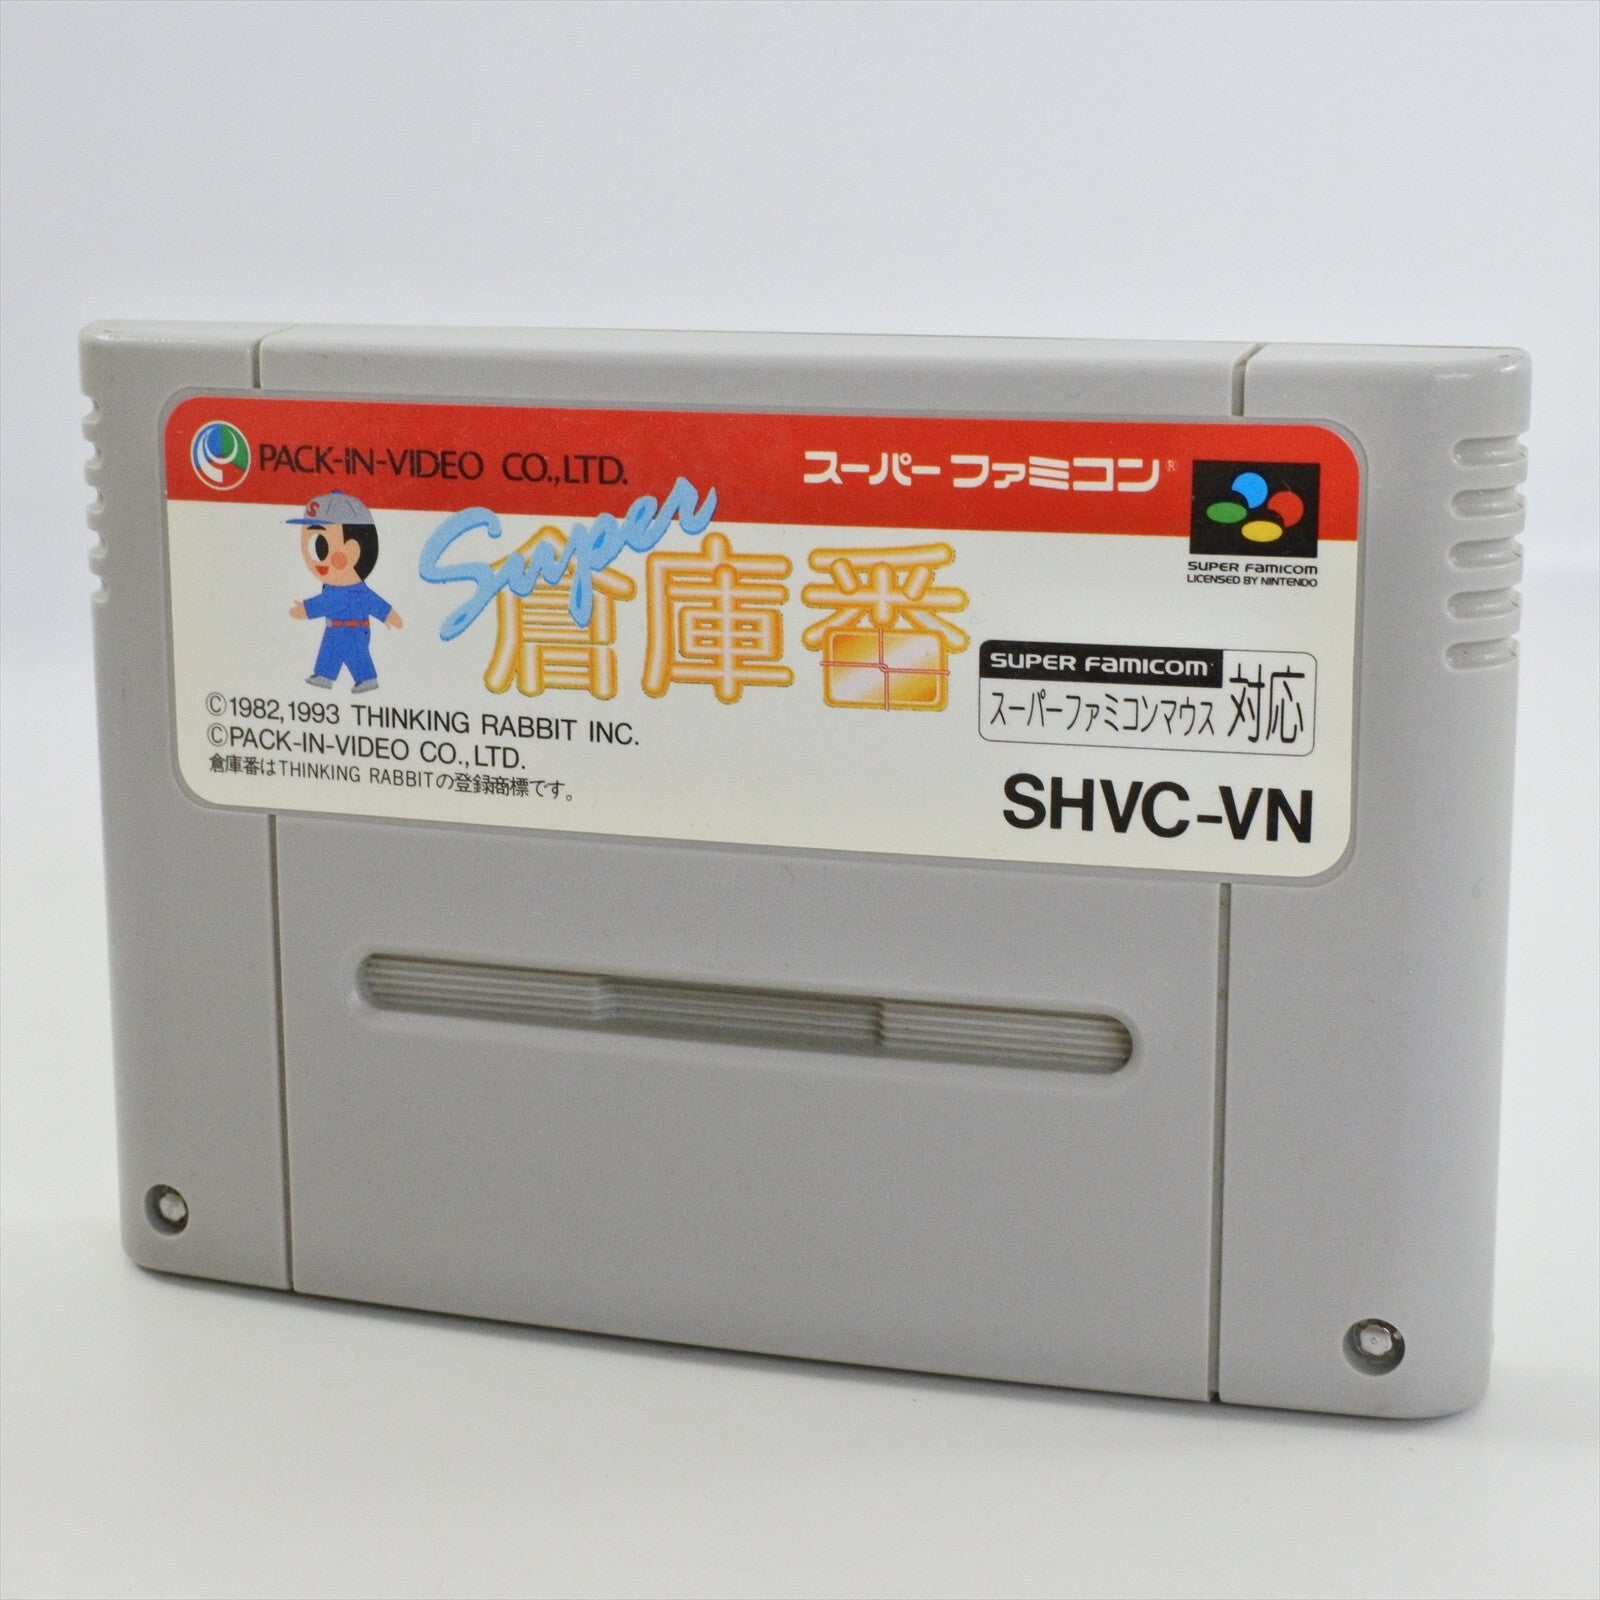 PACK-IN-VIDEO CO.,LTD.
スーパーファミコン®
S
Super
倉庫番
SUPER FAMICOM
LICENSED BY NINTENDO
SUPER FAMICOM
スーパーファミコンマウス 対応
©1982,1993 THINKING RABBIT INC.
©PACK-IN-VIDEO CO.,LTD.
倉庫番はTHINKING RABBITの登録商標です。
SHVC-VN